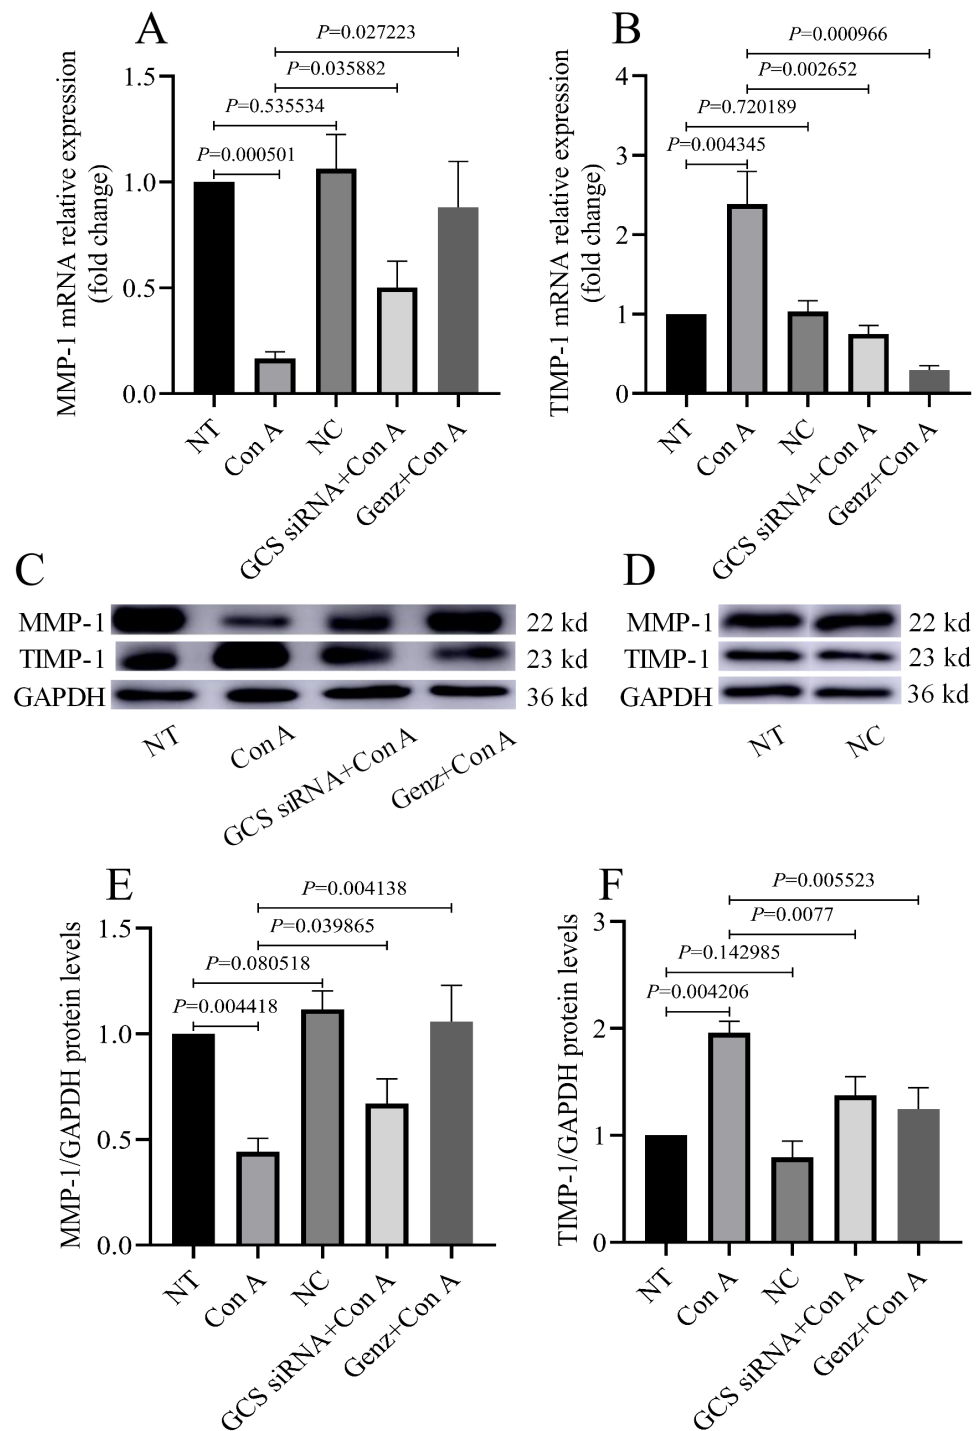 A
P=0.027223
P=0.035882
P=0.535534
P=0.000501
MMP-1 mRNA relative expression
(fold change)
1.5
1.0
0.5
0.0
NT
Con A
NC
GCS siRNA+Con A
Genz+Con A
B
P=0.000966
P=0.002652
P=0.720189
P=0.004345
TIMP-1 mRNA relative expression
(fold change)
4
3
2
1
0
NT
Con A
NC
GCS siRNA+Con A
Genz+Con A
C
MMP-1 22 kd
TIMP-1 23 kd
GAPDH 36 kd
NT
Con A
GCS siRNA+Con A
Genz+Con A
D
MMP-1 22 kd
TIMP-1 23 kd
GAPDH 36 kd
NT
NC
E
P=0.004138
P=0.039865
P=0.080518
P=0.004418
MMP-1/GAPDH protein levels
1.5
1.0
0.5
0.0
NT
Con A
NC
GCS siRNA+Con A
Genz+Con A
F
P=0.005523
P=0.0077
P=0.142985
P=0.004206
TIMP-1/GAPDH protein levels
3
2
1
0
NT
Con A
NC
GCS siRNA+Con A
Genz+Con A